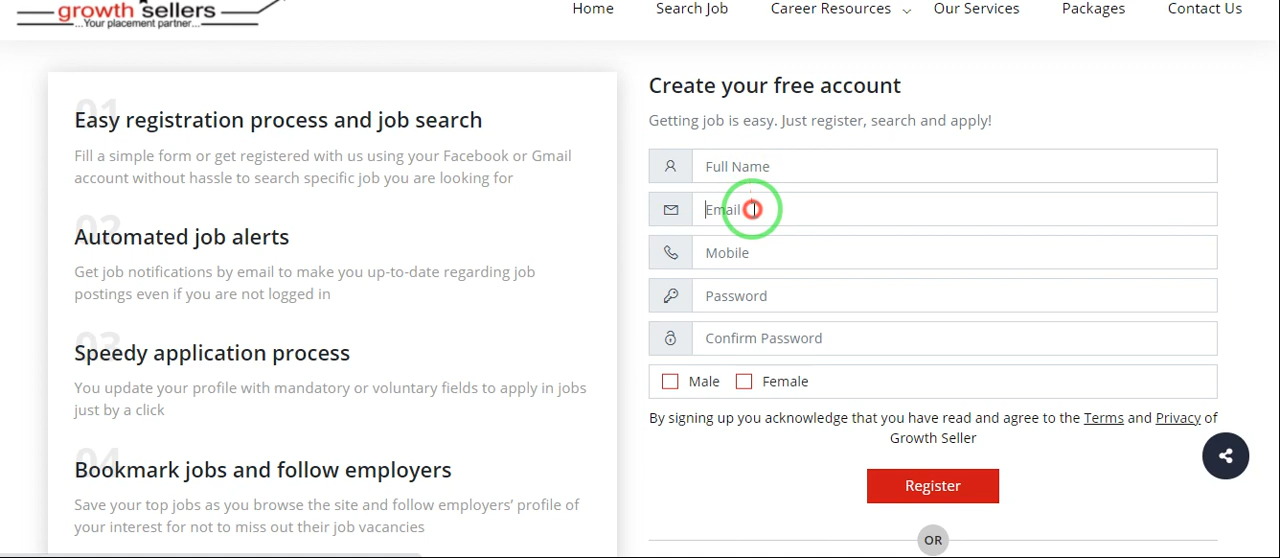 growth sellers
...Your placement partner...
Home
Search Job
Career Resources
Our Services
Packages
Contact Us
01
Easy registration process and job search
Fill a simple form or get registered with us using your Facebook or Gmail
account without hassle to search specific job you are looking for
02
Automated job alerts
Get job notifications by email to make you up-to-date regarding job
postings even if you are not logged in
03
Speedy application process
You update your profile with mandatory or voluntary fields to apply in jobs
just by a click
04
Bookmark jobs and follow employers
Save your top jobs as you browse the site and follow employers’ profile of
your interest for not to miss out their job vacancies
Create your free account
Getting job is easy. Just register, search and apply!
Full Name
Email
Mobile
Password
Confirm Password
Male
Female
By signing up you acknowledge that you have read and agree to the Terms and Privacy of
Growth Seller
Register
OR